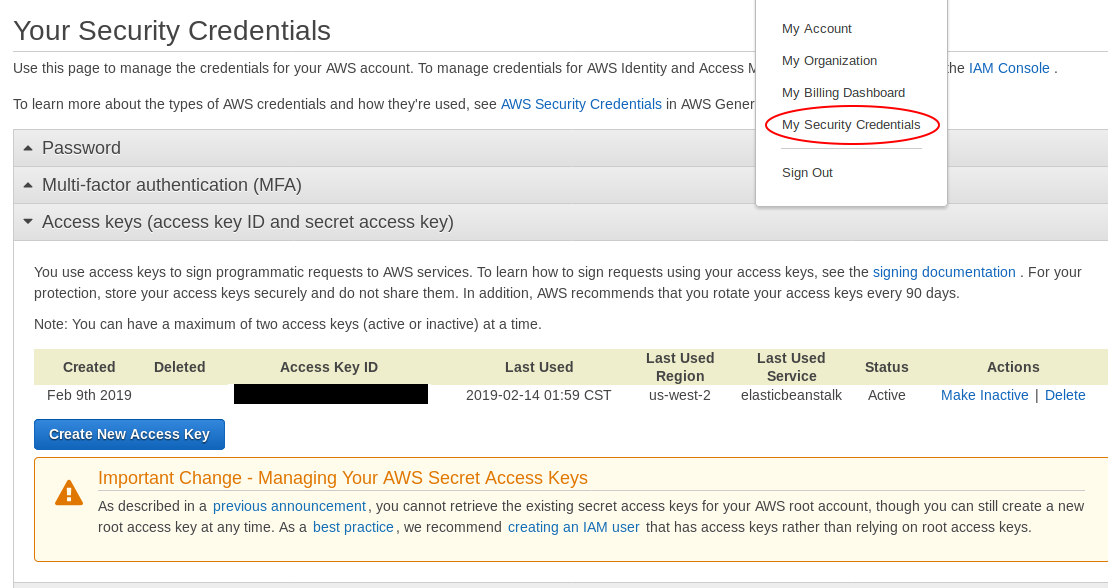 Your Security Credentials
Use this page to manage the credentials for your AWS account. To manage credentials for AWS Identity and Access he IAM Console .
To learn more about the types of AWS credentials and how they're used, see AWS Security Credentials in AWS Gener
My Account
My Organization
My Billing Dashboard
My Security Credentials
Sign Out
Password
Multi-factor authentication (MFA)
Access keys (access key ID and secret access key)
You use access keys to sign programmatic requests to AWS services. To learn how to sign requests using your access keys, see the signing documentation . For your
protection, store your access keys securely and do not share them. In addition, AWS recommends that you rotate your access keys every 90 days.
Note: You can have a maximum of two access keys (active or inactive) at a time.
Created Deleted Access Key ID Last Used Last Used Region Last Used Service Status Actions
Feb 9th 2019 2019-02-14 01:59 CST us-west-2 elasticbeanstalk Active Make Inactive | Delete
Create New Access Key
Important Change - Managing Your AWS Secret Access Keys
As described in a previous announcement, you cannot retrieve the existing secret access keys for your AWS root account, though you can still create a new
root access key at any time. As a best practice, we recommend creating an IAM user that has access keys rather than relying on root access keys.